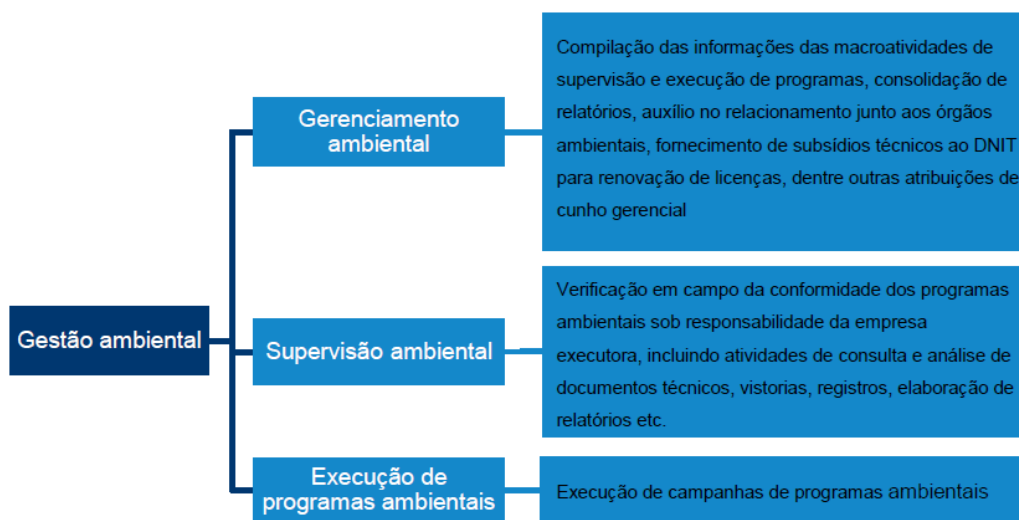 Gestão ambiental
Gerenciamento
ambiental
Compilação das informações das macroatividades de
supervisão e execução de programas, consolidação de
relatórios, auxílio no relacionamento junto aos órgãos
ambientais, fornecimento de subsídios técnicos ao DNIT
para renovação de licenças, dentre outras atribuições de
cunho gerencial
Supervisão ambiental
Verificação em campo da conformidade dos programas
ambientais sob responsabilidade da empresa
executora, incluindo atividades de consulta e análise de
documentos técnicos, vistorias, registros, elaboração de
relatórios etc.
Execução de
programas ambientais
Execução de campanhas de programas ambientais